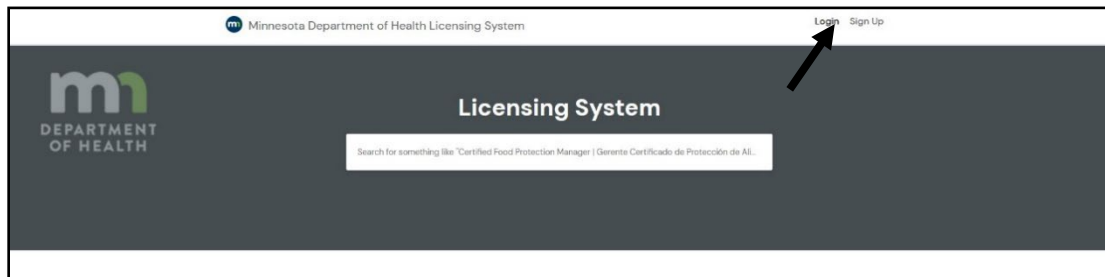 Minnesota Department of Health Licensing System
Login Sign Up
mn
DEPARTMENT
OF HEALTH
Licensing System
Search for something like "Certified Food Protection Manager | Gerente Certificado de Protección de Ali...